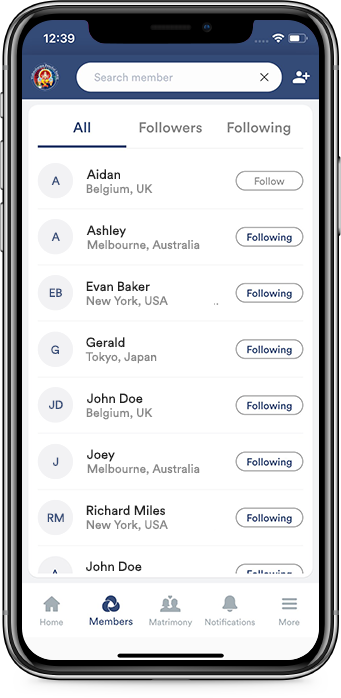 12:39
Search member
All Followers Following
A Aidan Follow
Belgium, UK
A Ashley Following
Melbourne, Australia
EB Evan Baker Following
New York, USA ..
G Gerald Following
Tokyo, Japan
JD John Doe Following
Belgium, UK
J Joey Following
Melbourne, Australia
RM Richard Miles Following
New York, USA
A John Doe Following
Home Members Matrimony Notifications More